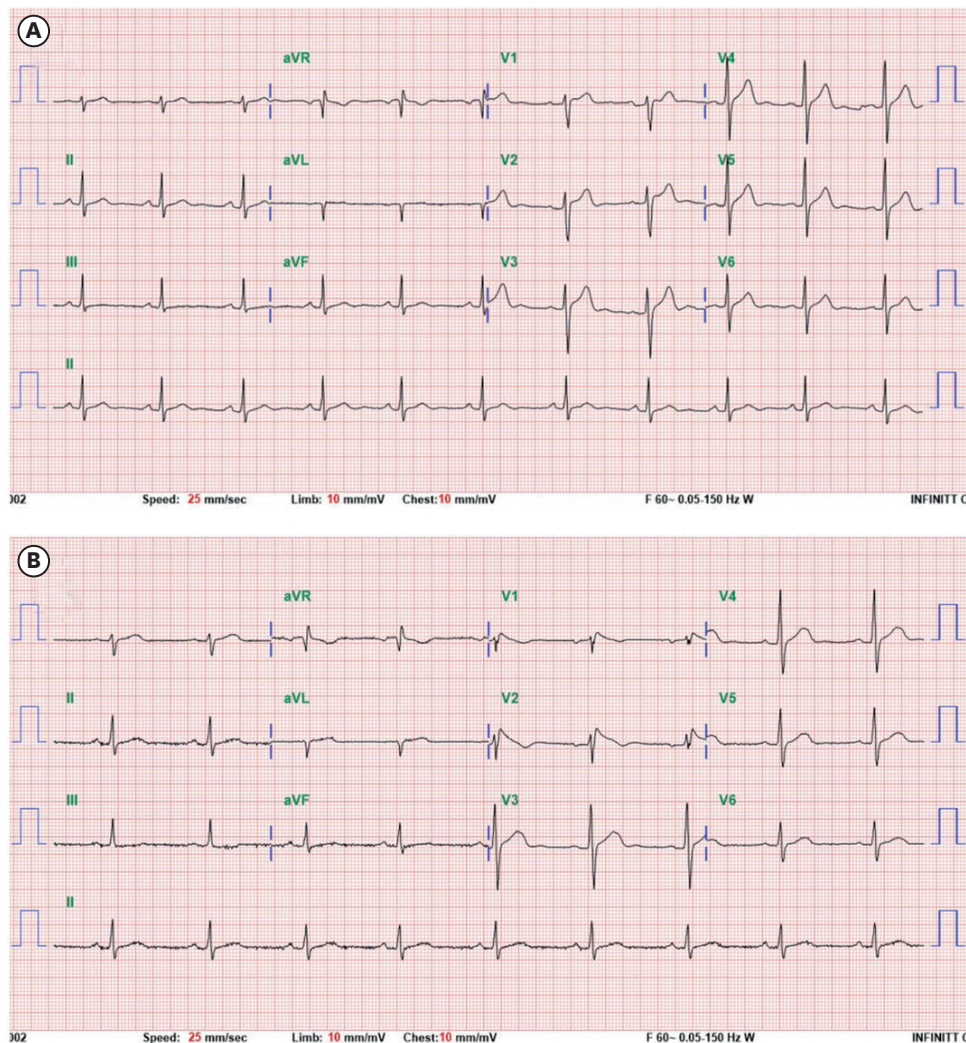 A
aVR V1 V4
II aVL V2 V5
III aVF V3 V6
II
002 Speed: 25 mm/sec Limb: 10 mm/mV Chest:10 mm/mV F 60~ 0.05-150 Hz W INFINITT
B
aVR V1 V4
II aVL V2 V5
III aVF V3 V6
II
002 Speed: 25 mm/sec Limb: 10 mm/mV Chest:10 mm/mV F 60~ 0.05-150 Hz W INFINITT